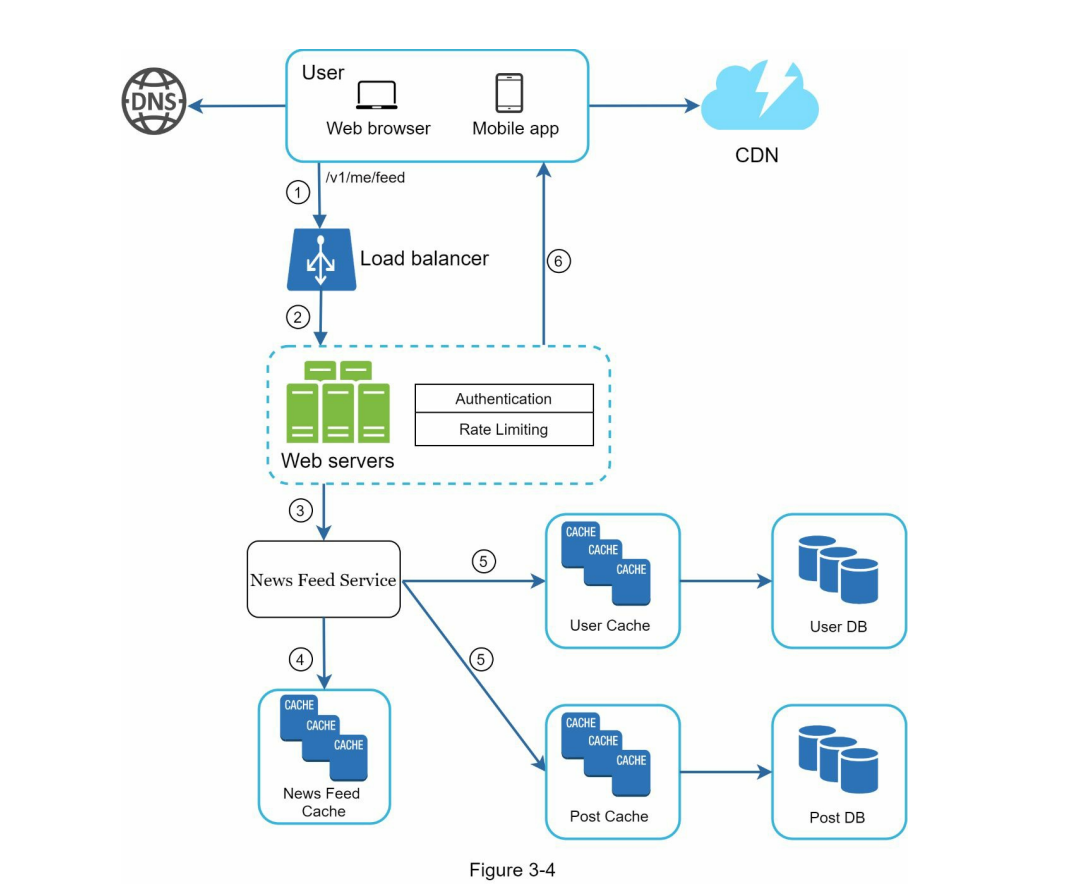 User
DNS
Web browser
Mobile app
CDN
/v1/me/feed
1
Load balancer
6
2
Authentication
Rate Limiting
Web servers
3
News Feed Service
5
CACHE
CACHE
CACHE
User Cache
User DB
4
5
CACHE
CACHE
CACHE
News Feed
Cache
CACHE
CACHE
CACHE
Post Cache
Post DB
Figure 3-4